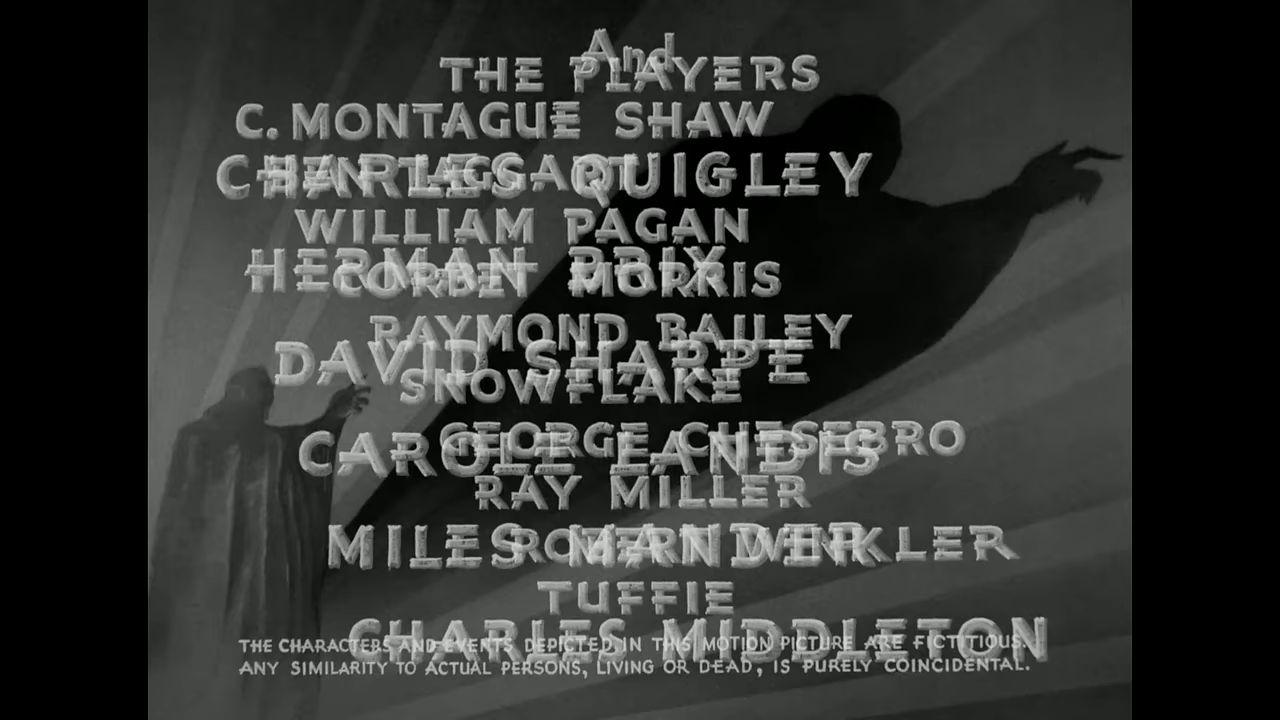 And
THE PLAYERS
C. MONTAGUE SHAW
CHARLES QUIGLEY
BEN TAGGART
WILLIAM PAGAN
HERMAN BRIX
CORBET MORRIS
RAYMOND BAILEY
DAVID SHARPE
SNOWFLAKE
GEORGE CHESEBRO
CAROLE LANDIS
RAY MILLER
MILES MANDER
ROBERT WINKLER
TUFFIE
CHARLES MIDDLETON
THE CHARACTERS AND EVENTS DEPICTED IN THIS MOTION PICTURE ARE FICTITIOUS.
ANY SIMILARITY TO ACTUAL PERSONS, LIVING OR DEAD, IS PURELY COINCIDENTAL.